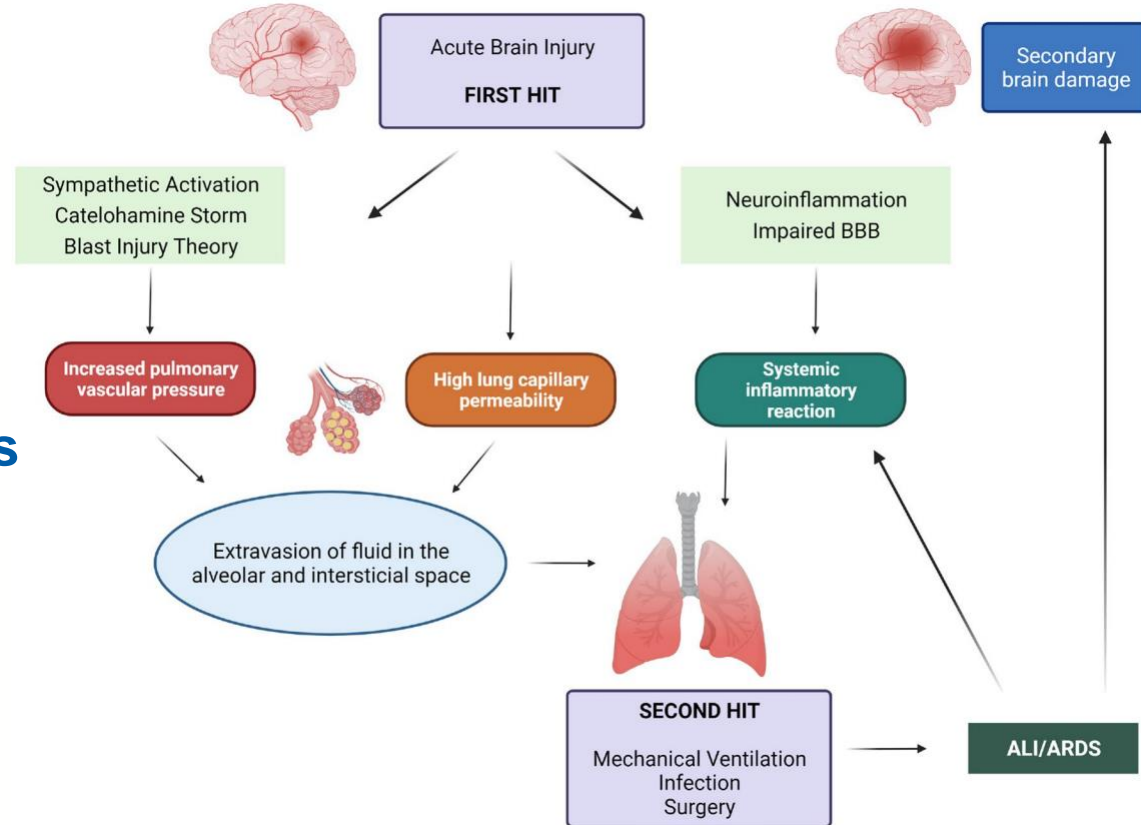 Acute Brain Injury
FIRST HIT
Secondary
brain damage
Sympathetic Activation
Catelohamine Storm
Blast Injury Theory
Neuroinflammation
Impaired BBB
Increased pulmonary
vascular pressure
High lung capillary
permeability
Systemic
inflammatory
reaction
s
Extravasion of fluid in the
alveolar and intersticial space
SECOND HIT
Mechanical Ventilation
Infection
Surgery
ALI/ARDS